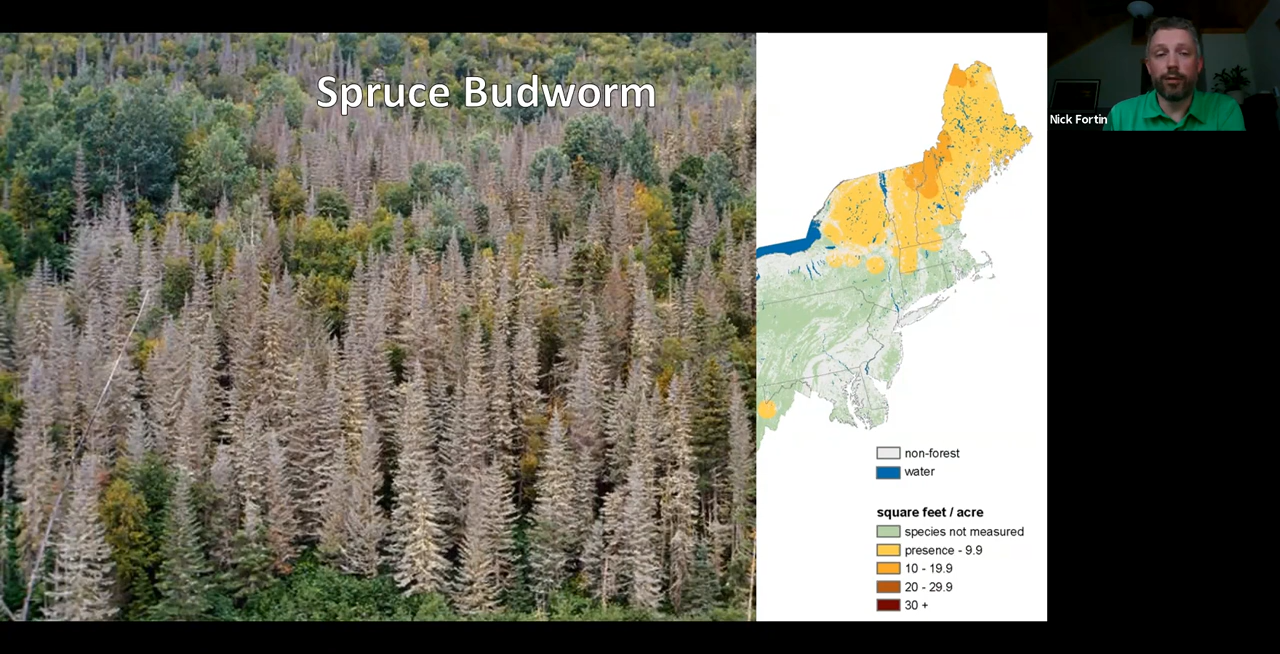 Spruce Budworm
Nick Fortin
non-forest
water
square feet / acre
species not measured
presence - 9.9
10 - 19.9
20 - 29.9
30 +